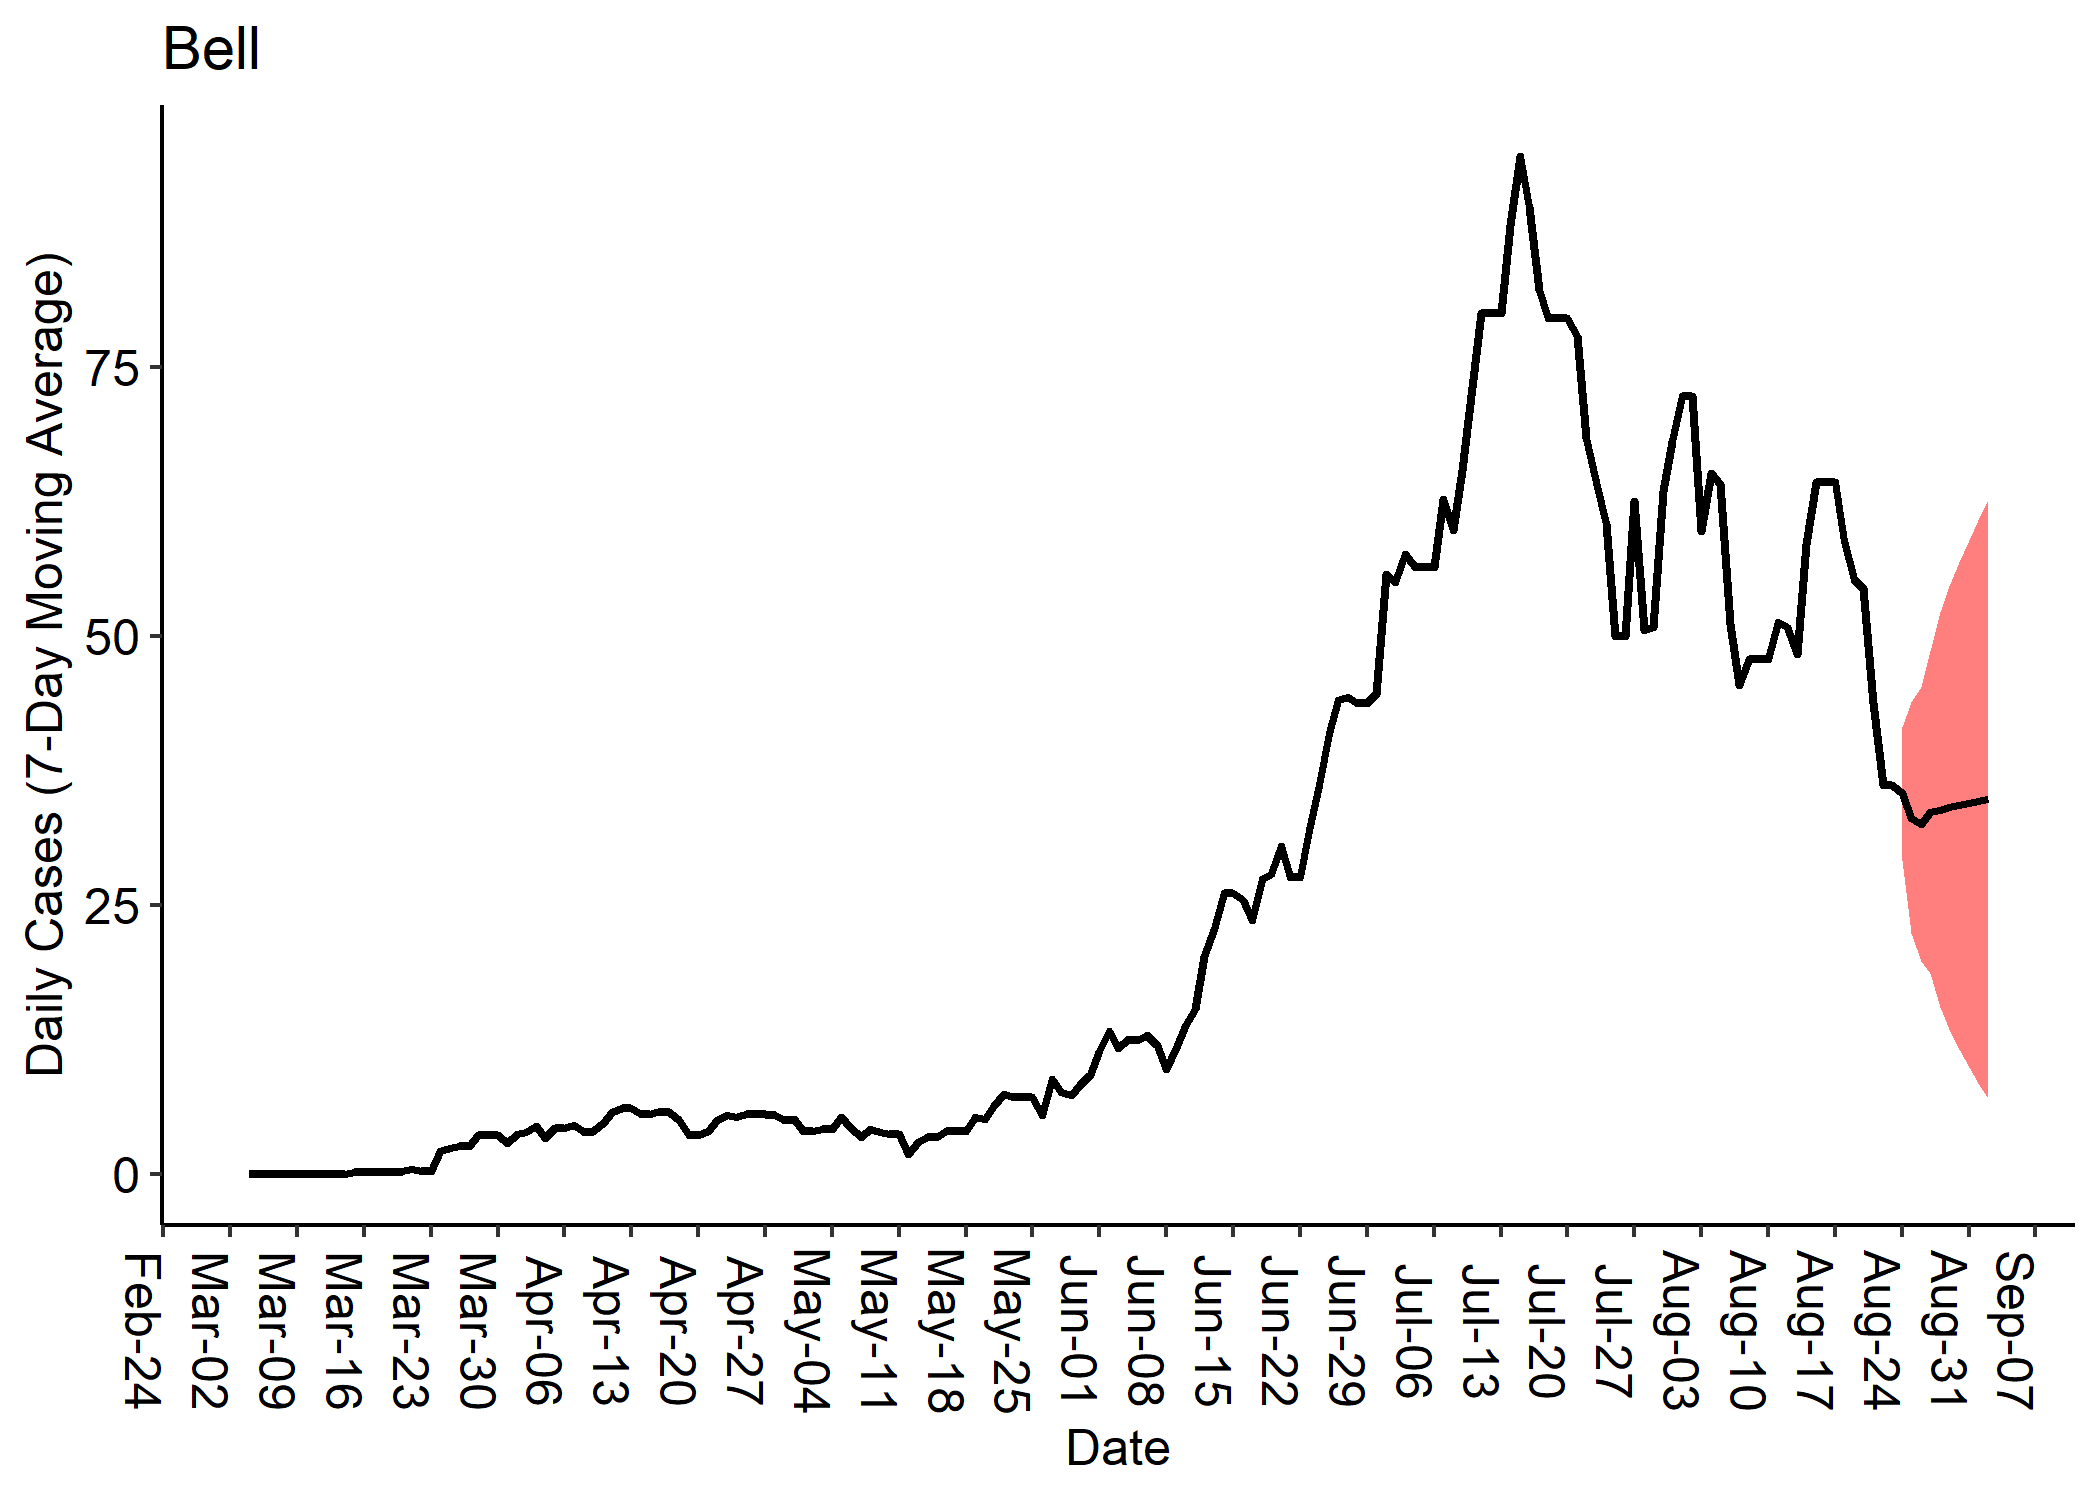 Bell
Daily Cases (7-Day Moving Average)
75
50
25
0
Feb-24
Mar-02
Mar-09
Mar-16
Mar-23
Mar-30
Apr-06
Apr-13
Apr-20
Apr-27
May-04
May-11
May-18
May-25
Jun-01
Jun-08
Jun-15
Jun-22
Jun-29
Jul-06
Jul-13
Jul-20
Jul-27
Aug-03
Aug-10
Aug-17
Aug-24
Aug-31
Sep-07
Date